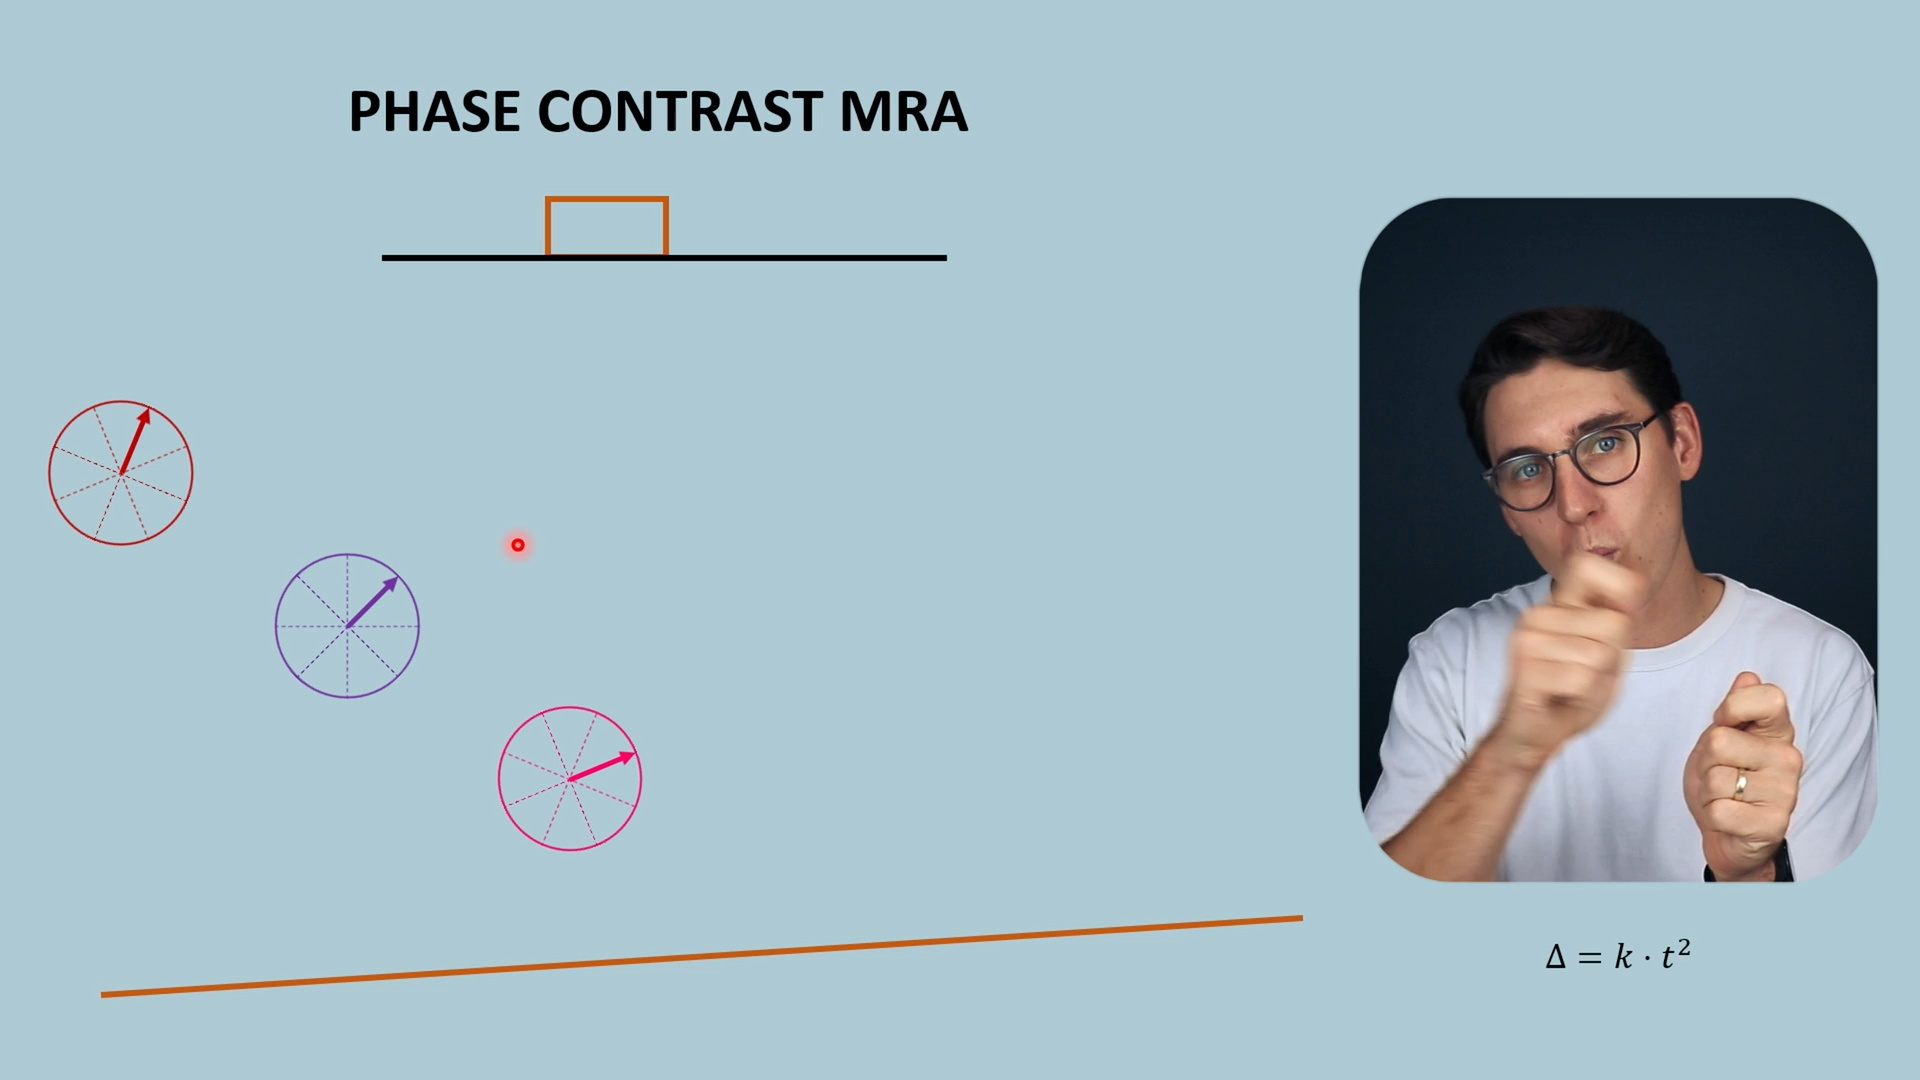 PHASE CONTRAST MRA
Δ = k · t²